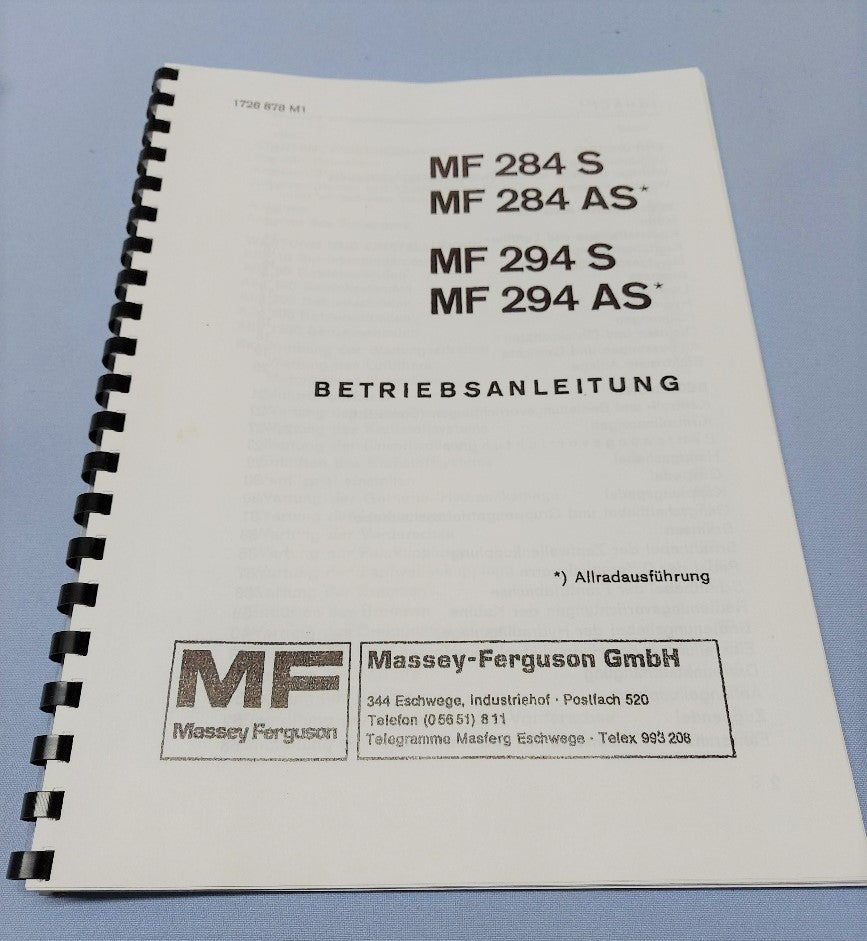 1726 878 M1
MF 284 S
MF 284 AS*
MF 294 S
MF 294 AS*
BETRIEBSANLEITUNG
*) Allradausführung
MF
Massey Ferguson
Massey-Ferguson GmbH
344 Eschwege, Industriehof · Postfach 520
Telefon (05651) 811
Telegramme Masferg Eschwege · Telex 993 208